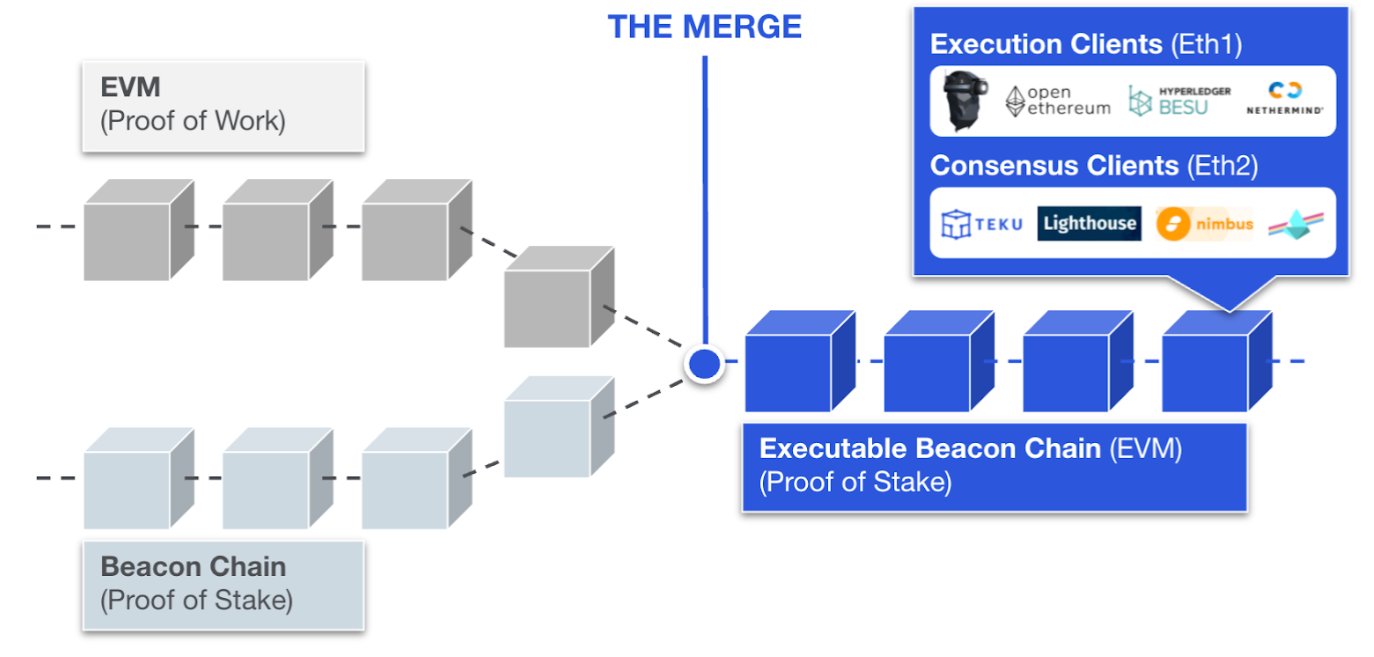 THE MERGE
EVM
(Proof of Work)
Execution Clients (Eth1)
open
ethereum
HYPERLEDGER
BESU
NETHERMIND
Consensus Clients (Eth2)
TEKU
Lighthouse
nimbus
Executable Beacon Chain (EVM)
(Proof of Stake)
Beacon Chain
(Proof of Stake)